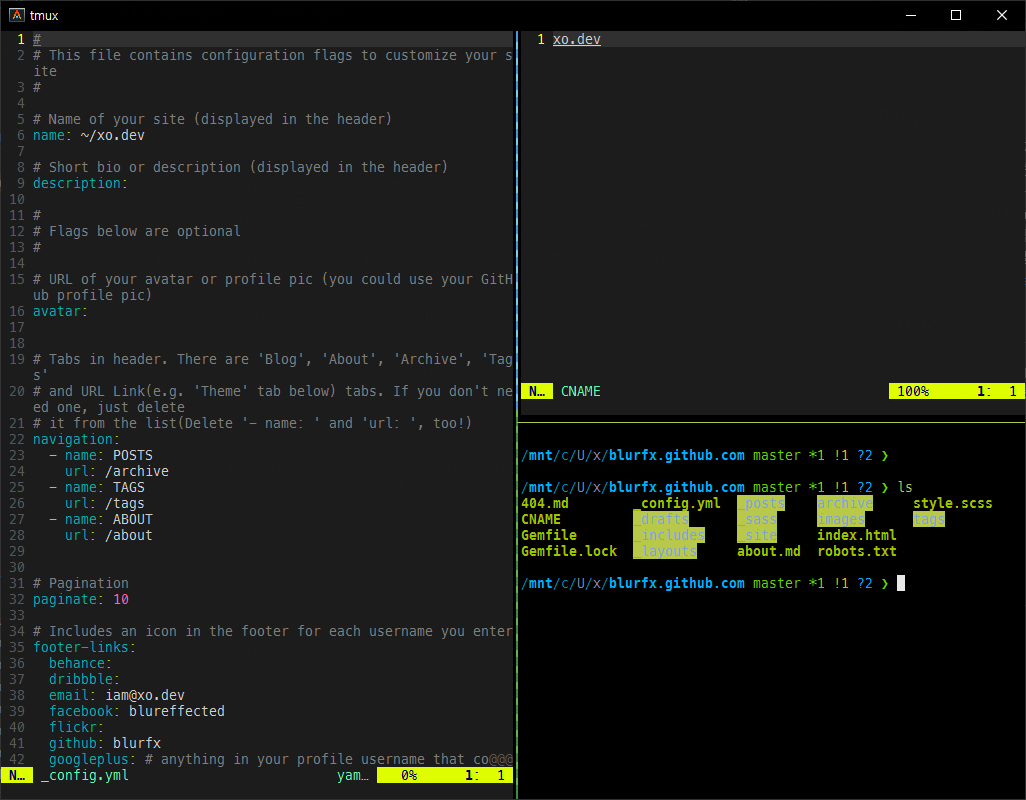 tmux
1 #
2 # This file contains configuration flags to customize your s
ite
3 #
4
5 # Name of your site (displayed in the header)
6 name: ~/xo.dev
7
8 # Short bio or description (displayed in the header)
9 description:
10
11 #
12 # Flags below are optional
13 #
14
15 # URL of your avatar or profile pic (you could use your GitH
ub profile pic)
16 avatar:
17
18
19 # Tabs in header. There are 'Blog', 'About', 'Archive', 'Tag
s'
20 # and URL Link(e.g. 'Theme' tab below) tabs. If you don't ne
ed one, just delete
21 # it from the list(Delete '- name: ' and 'url: ', too!)
22 navigation:
23   - name: POSTS
24     url: /archive
25   - name: TAGS
26     url: /tags
27   - name: ABOUT
28     url: /about
29
30
31 # Pagination
32 paginate: 10
33
34 # Includes an icon in the footer for each username you enter
35 footer-links:
36   behance:
37   dribbble:
38   email: iam@xo.dev
39   facebook: blureffected
40   flickr:
41   github: blurfx
42   googleplus: # anything in your profile username that co@@@
N… _config.yml yam… 0% 1: 1
1 xo.dev
N… CNAME 100% 1: 1
/mnt/c/U/x/blurfx.github.com master *1 !1 ?2 ❯
/mnt/c/U/x/blurfx.github.com master *1 !1 ?2 ❯ ls
404.md _config.yml _posts archive style.scss
CNAME _drafts _sass images tags
Gemfile _includes _site index.html
Gemfile.lock _layouts about.md robots.txt
/mnt/c/U/x/blurfx.github.com master *1 !1 ?2 ❯